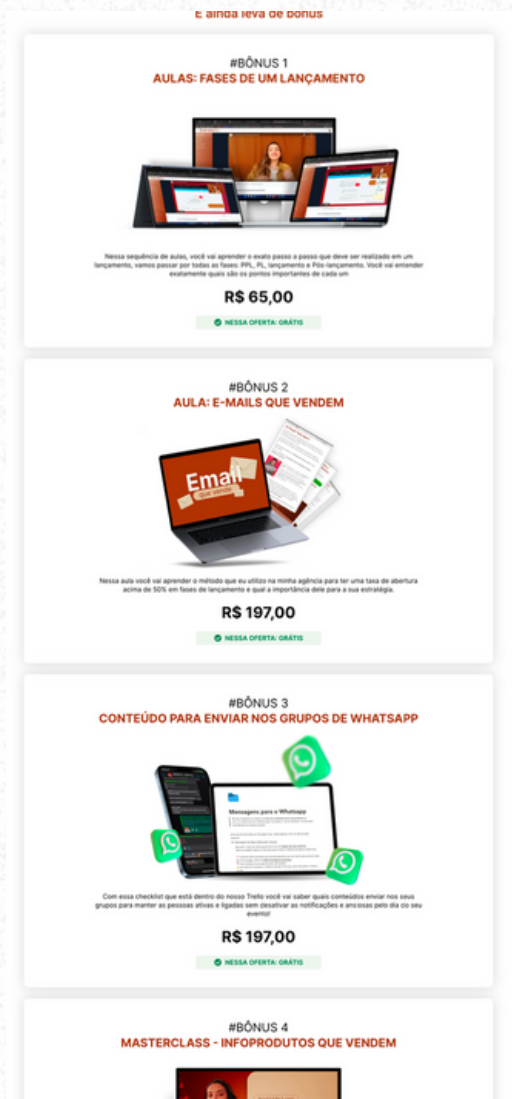 E ainda leva de bônus
#BÔNUS 1
AULAS: FASES DE UM LANÇAMENTO
Nessa sequência de aulas, você vai aprender o exato passo a passo que deve ser realizado em um
lançamento, vamos passar por todas as fases: PPL, PL, lançamento e Pós-lançamento. Você vai entender
exatamente quais são os pontos importantes de cada um
R$ 65,00
NESSA OFERTA: GRÁTIS
#BÔNUS 2
AULA: E-MAILS QUE VENDEM
Email
que vende
Nessa aula você vai aprender o método que eu utilizo na minha agência para ter uma taxa de abertura
acima de 50% em fases de lançamento e qual a importância dele para a sua estratégia.
R$ 197,00
NESSA OFERTA: GRÁTIS
#BÔNUS 3
CONTEÚDO PARA ENVIAR NOS GRUPOS DE WHATSAPP
Mensagens para o Whatsapp
Com essa checklist que está dentro do nosso Trello você vai saber quais conteúdos enviar nos seus
grupos para manter as pessoas ativas e ligadas sem desativar as notificações e ansiosas pelo dia do seu
evento!
R$ 197,00
NESSA OFERTA: GRÁTIS
#BÔNUS 4
MASTERCLASS - INFOPRODUTOS QUE VENDEM